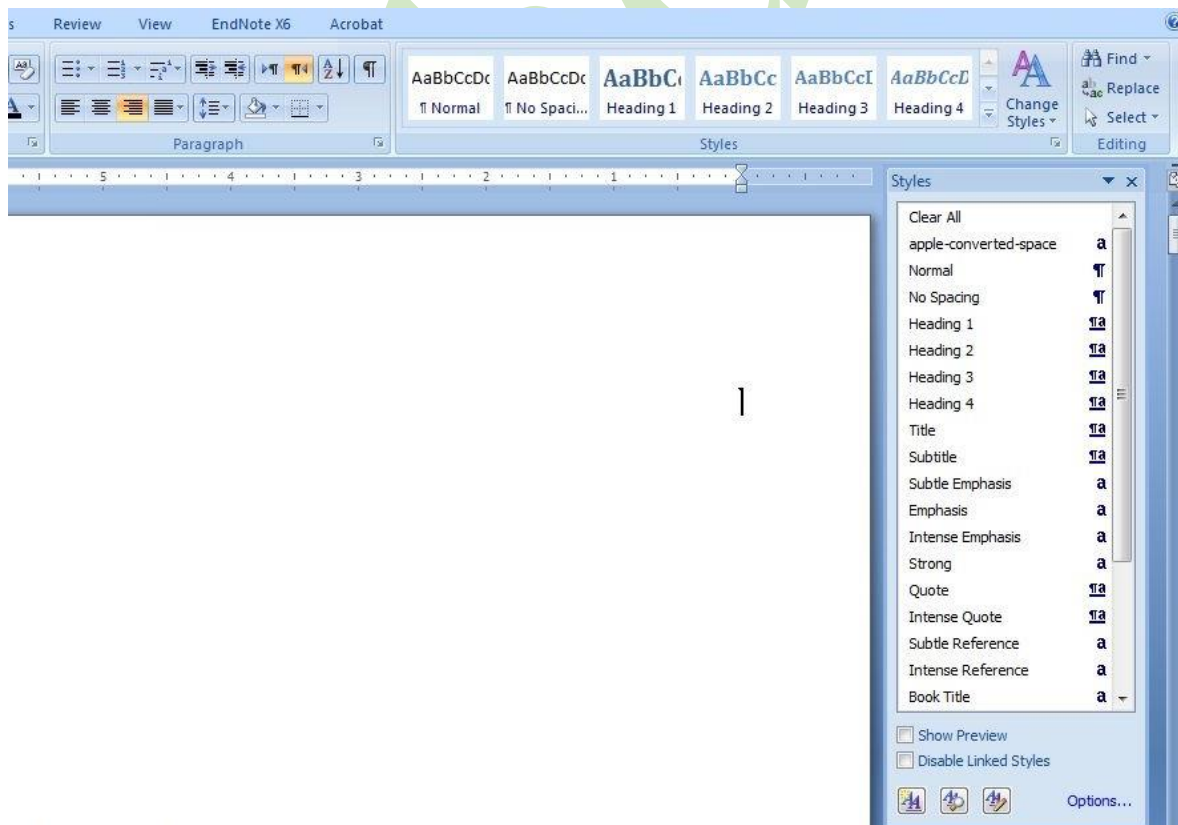 s Review View EndNote X6 Acrobat
AaBbCcDc AaBbCcDc AaBbC AaBbCc AaBbCcI AaBbCcD
¶ Normal ¶ No Spaci... Heading 1 Heading 2 Heading 3 Heading 4
Change
Styles
Find
Replace
Select
Paragraph Styles Editing
5 4 3 2 1
Styles
Clear All
apple-converted-space a
Normal ¶
No Spacing ¶
Heading 1 ¶a
Heading 2 ¶a
Heading 3 ¶a
Heading 4 ¶a
Title ¶a
Subtitle ¶a
Subtle Emphasis a
Emphasis a
Intense Emphasis a
Strong a
Quote ¶a
Intense Quote ¶a
Subtle Reference a
Intense Reference a
Book Title a
Show Preview
Disable Linked Styles
Options...